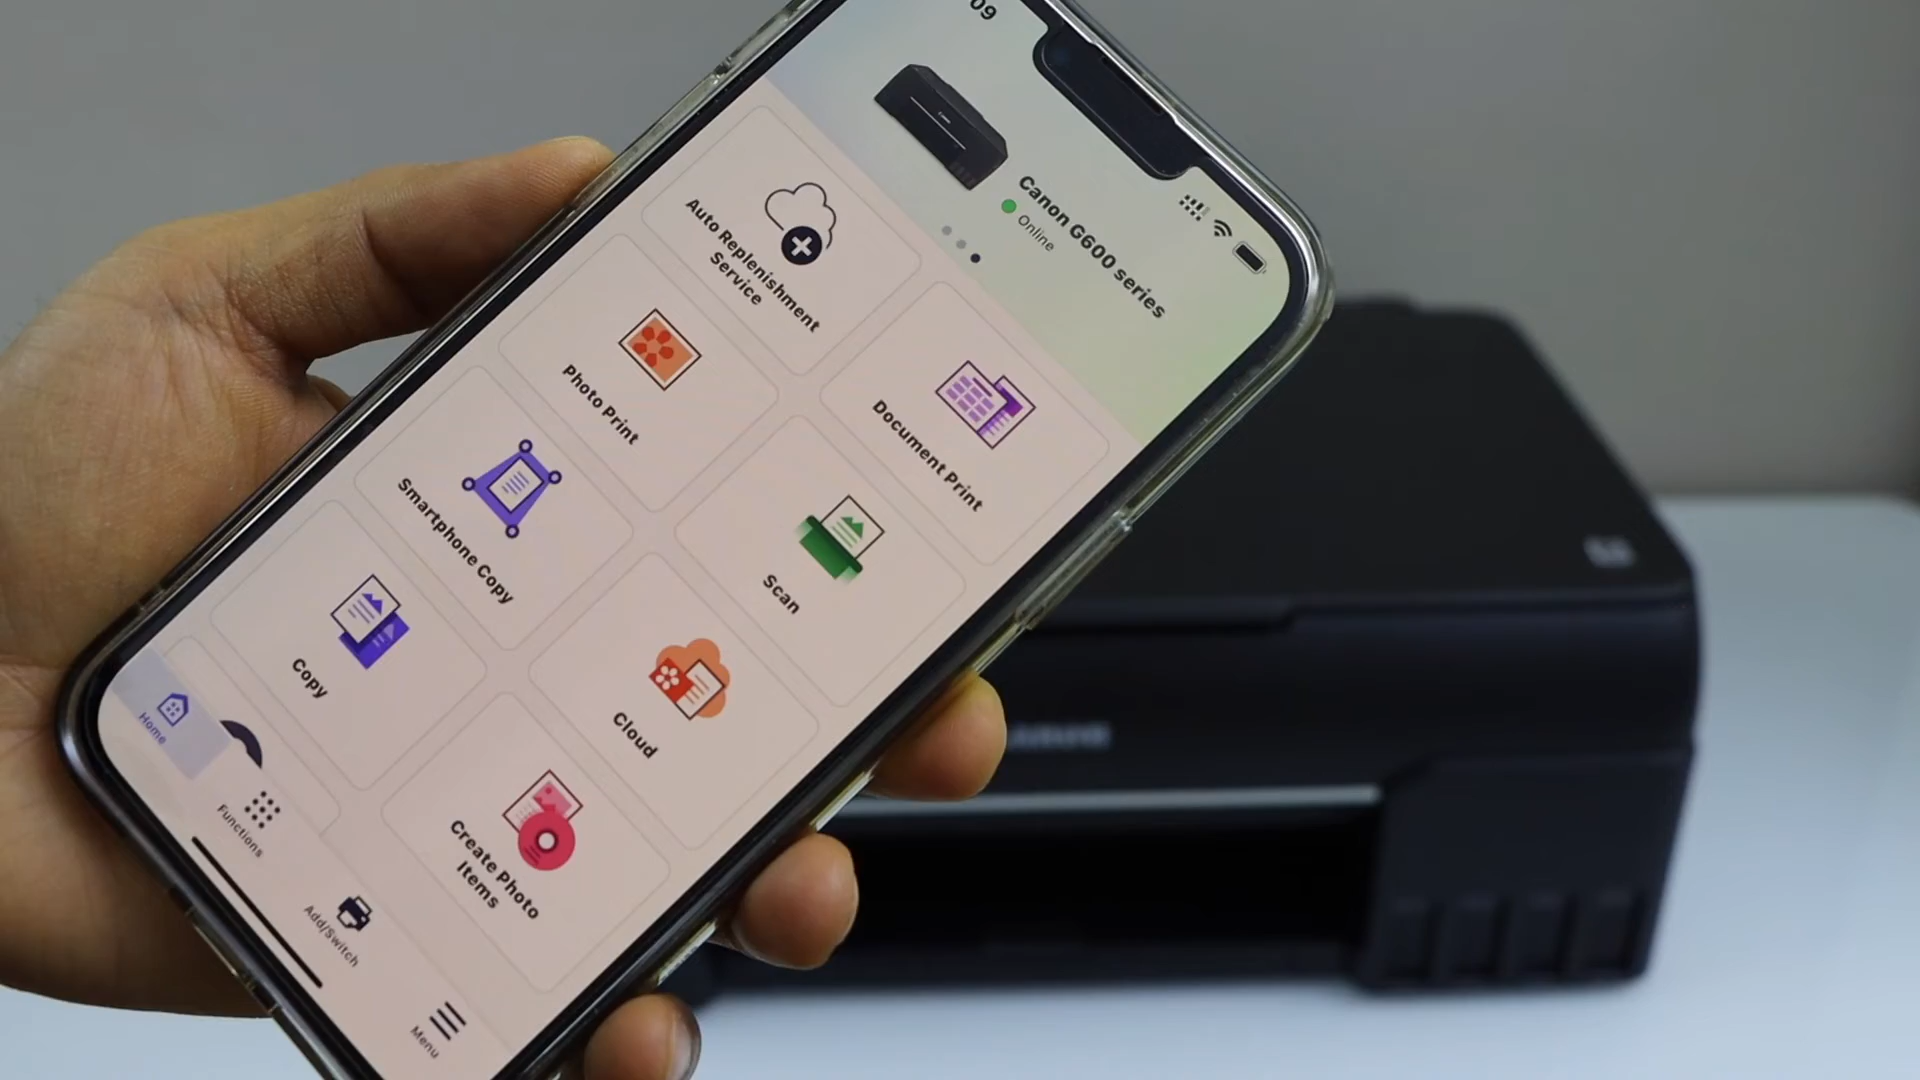 09
Canon G600 series
Online
Auto Replenishment
Service
Document Print
Photo Print
Scan
Smartphone Copy
Cloud
Copy
Create Photo
Items
Home
Functions
Add/Switch
Menu